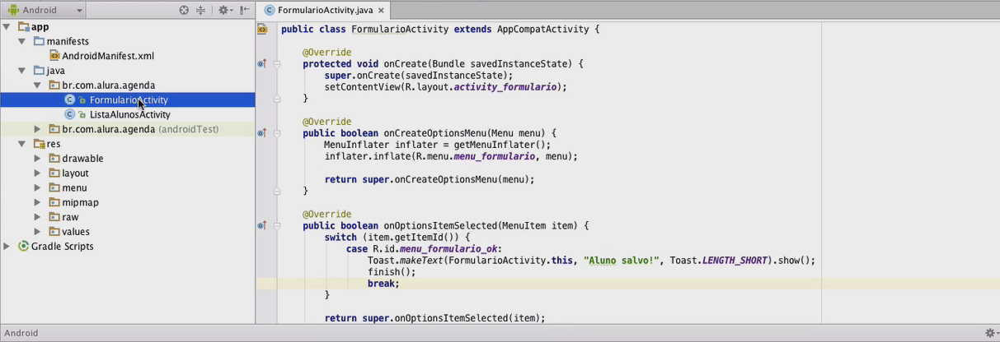 Android
FormularioActivity.java
app
manifests
AndroidManifest.xml
java
br.com.alura.agenda
FormularioActivity
ListaAlunosActivity
br.com.alura.agenda (androidTest)
res
drawable
layout
menu
mipmap
raw
values
Gradle Scripts
public class FormularioActivity extends AppCompatActivity {
@Override
protected void onCreate(Bundle savedInstanceState) {
super.onCreate(savedInstanceState);
setContentView(R.layout.activity_formulario);
}
@Override
public boolean onCreateOptionsMenu(Menu menu) {
MenuInflater inflater = getMenuInflater();
inflater.inflate(R.menu.menu_formulario, menu);
return super.onCreateOptionsMenu(menu);
}
@Override
public boolean onOptionsItemSelected(MenuItem item) {
switch (item.getItemId()) {
case R.id.menu_formulario_ok:
Toast.makeText(FormularioActivity.this, "Aluno salvo!", Toast.LENGTH_SHORT).show();
finish();
break;
}
return super.onOptionsItemSelected(item);
Android